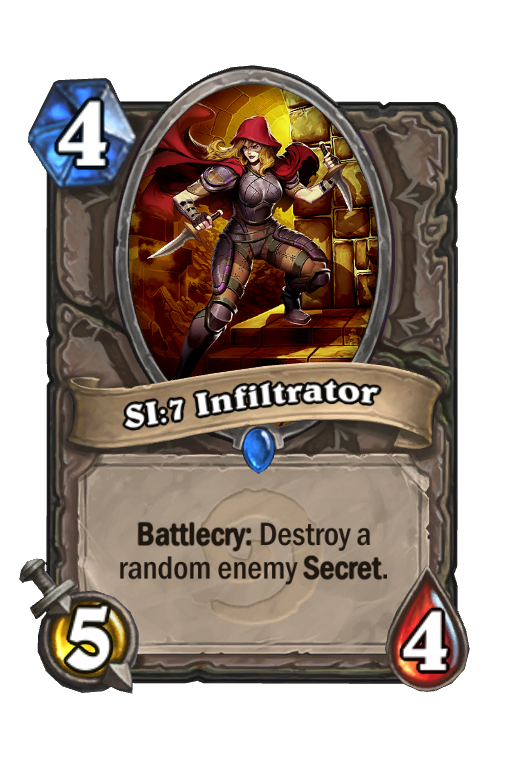 4
SI:7 Infiltrator
Battlecry: Destroy a
random enemy Secret.
5
4